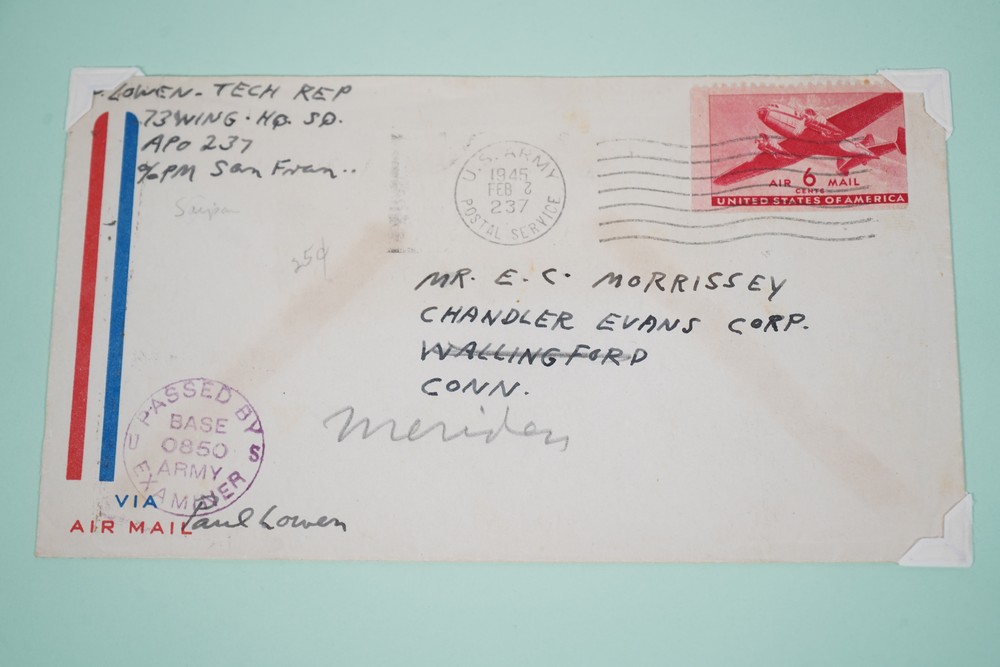 LOWEN - TECH REP
73 WING - HQ. SQ.
APO 237
c/o PM San Fran..
25¢
U.S. ARMY
1945
FEB
237
POSTAL SERVICE
AIR 6 MAIL
CENTS
UNITED STATES OF AMERICA
MR. E. C. MORRISSEY
CHANDLER EVANS CORP.
WALLINGFORD
CONN.
Meriden
PASSED BY
BASE
0850
ARMY
EXAMINER
U S
VIA
AIR MAIL
Paul Lowen